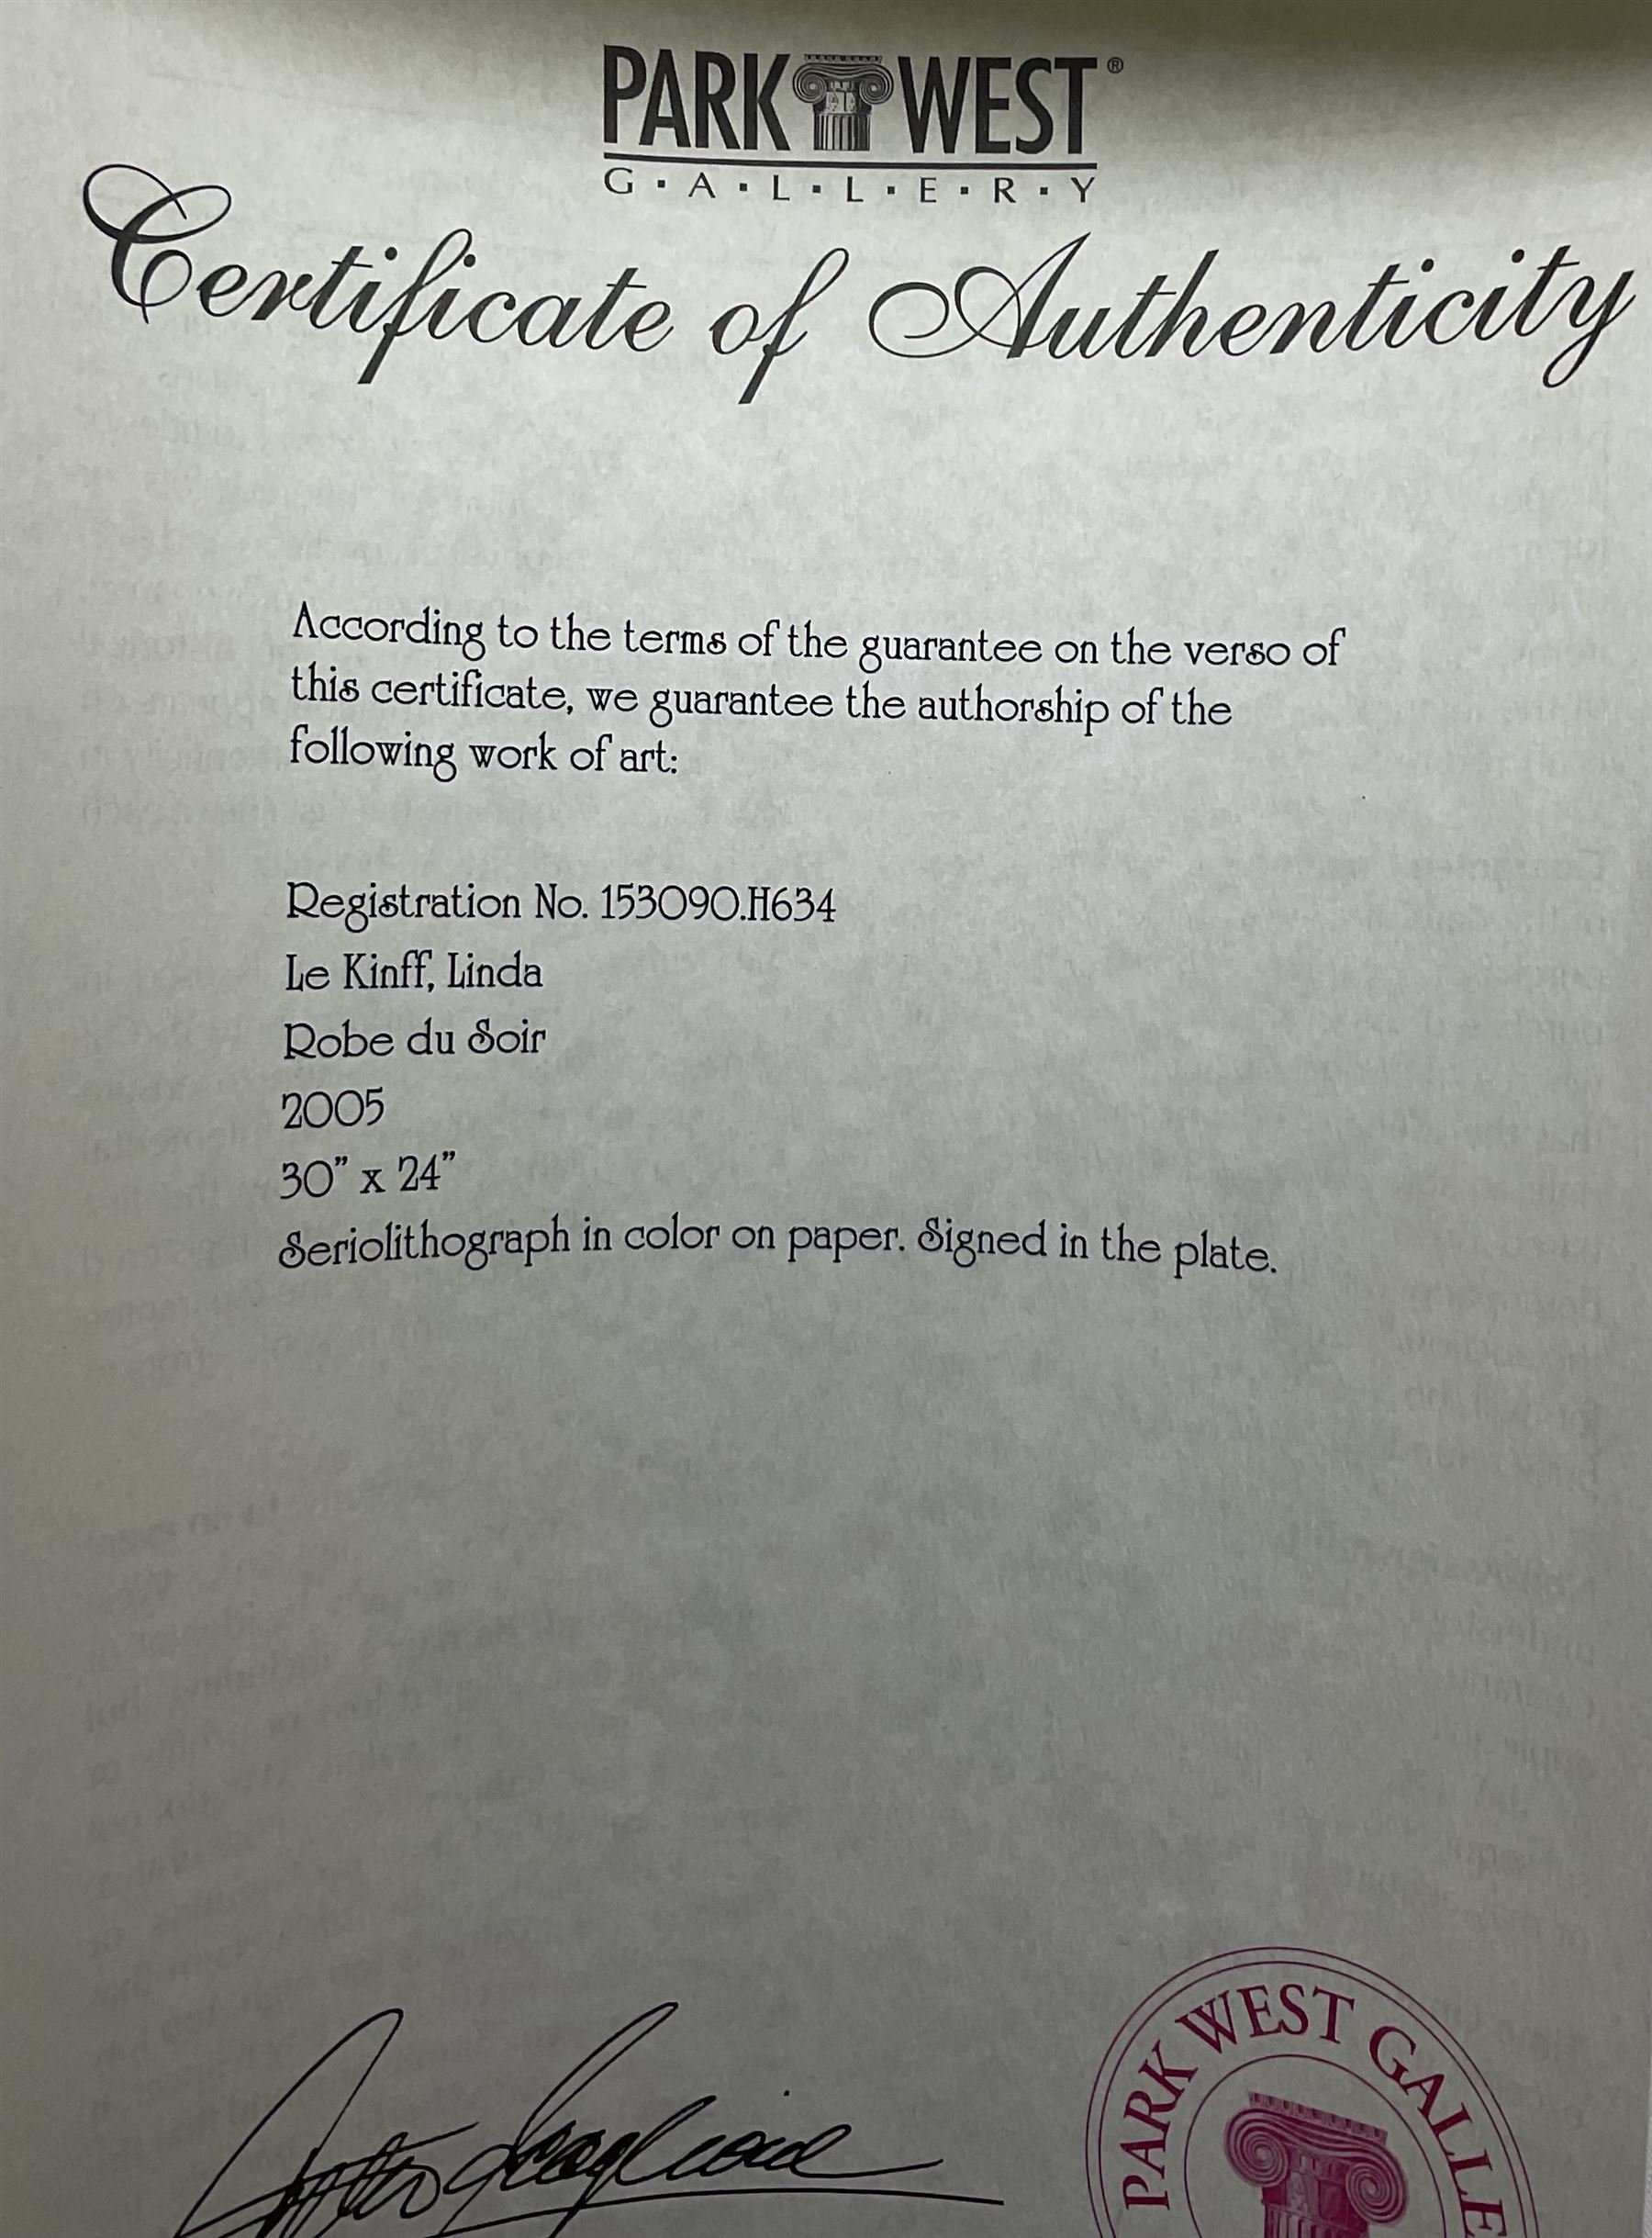 PARK WEST®
G·A·L·L·E·R·Y
Certificate of Authenticity
According to the terms of the guarantee on the verso of
this certificate, we guarantee the authorship of the
following work of art:
Registration No. 153090.H634
Le Kinff, Linda
Robe du Soir
2005
30” x 24”
Seriolithograph in color on paper. Signed in the plate.
PARK WEST GALLE